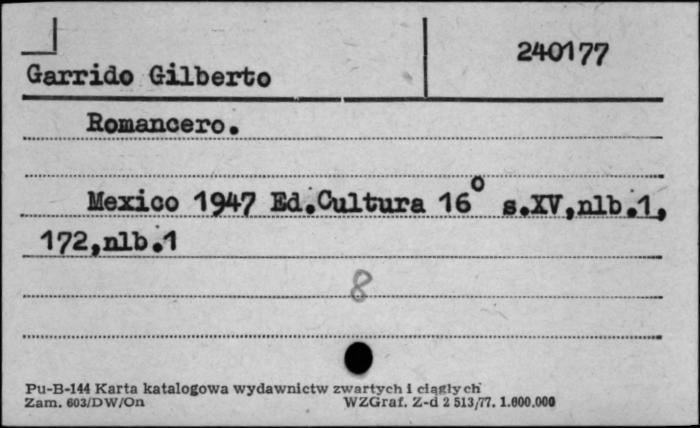 240177
Garrido Gilberto
Romancero.
Mexico 1947 Ed.Cultura 16° s.XV,nlb.1,
172,nlb.1
8
Pu-B-144 Karta katalogowa wydawnictw zwartych i ciągłych
Zam. 603/DW/On WZGraf. Z-d 2 513/77. 1.600.000